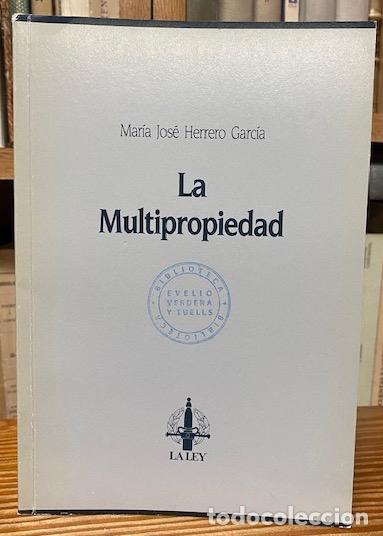 María José Herrero García
La
Multipropiedad
BIBLIOTECA
EVELIO
VERDERA
Y TUELLS
BIBLIOTECA
LA LEY
todocoleccion